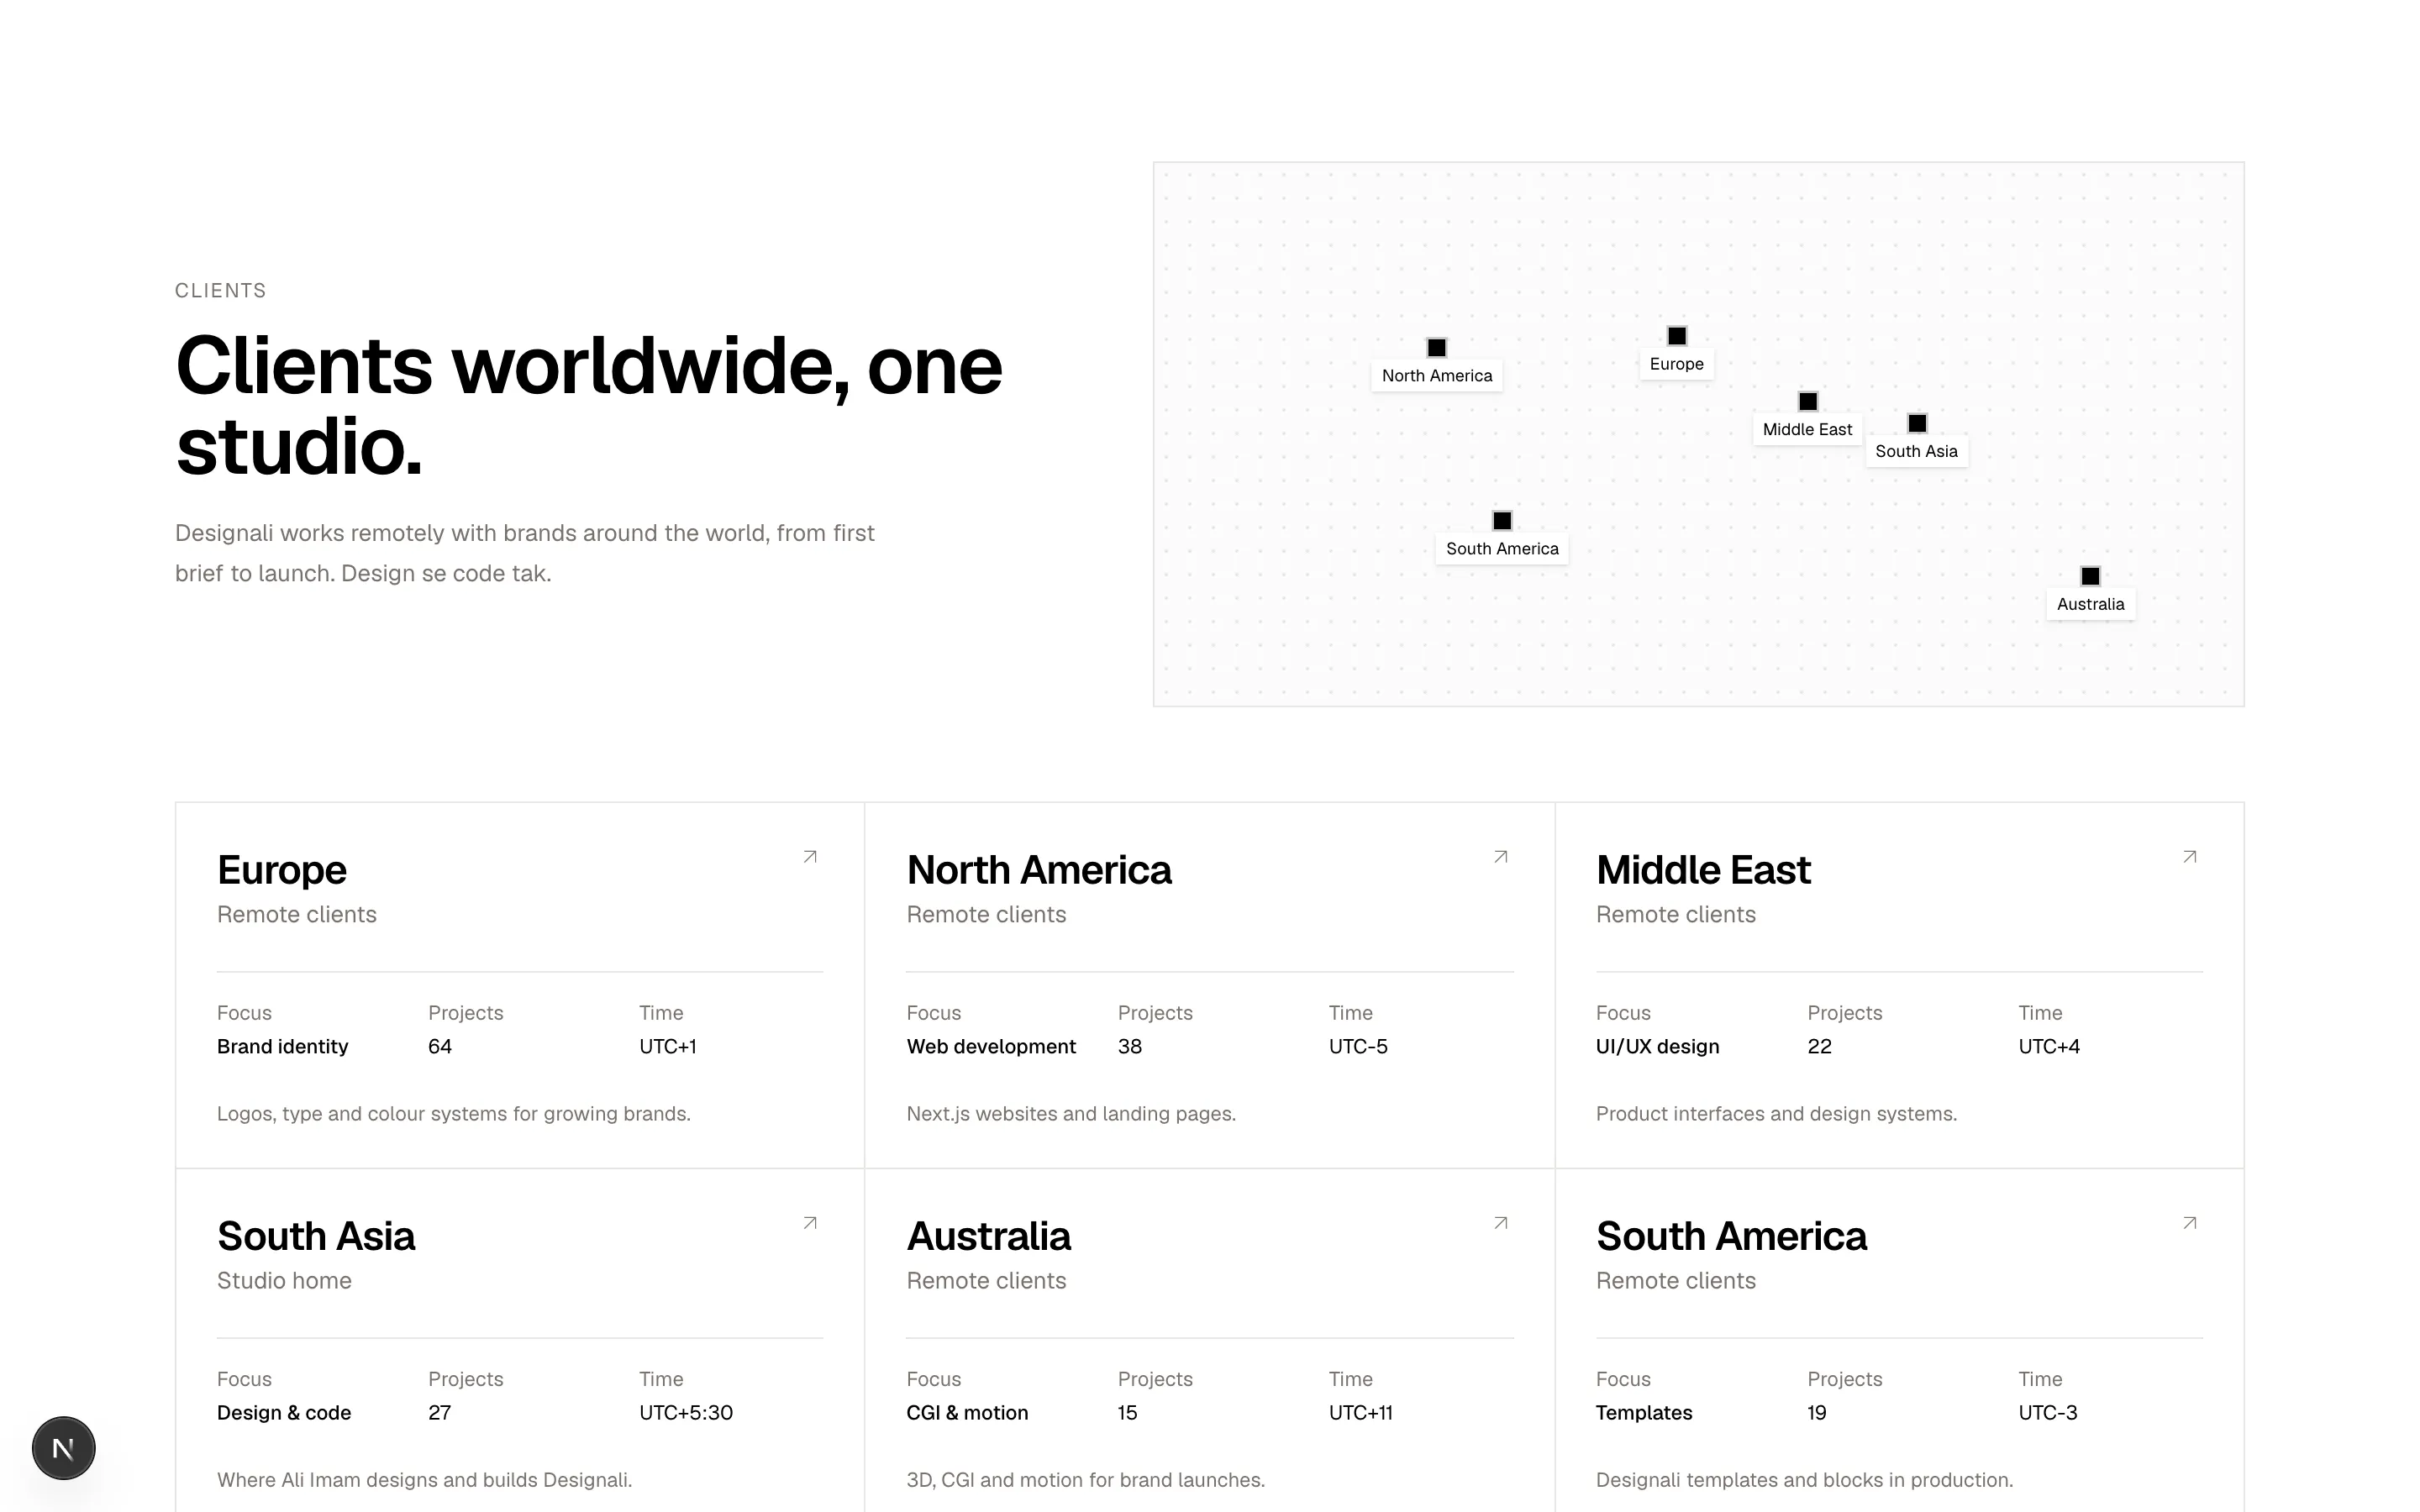 CLIENTS
Clients worldwide, one
studio.
Designali works remotely with brands around the world, from first
brief to launch. Design se code tak.
North America
Europe
Middle East
South Asia
South America
Australia
Europe
Remote clients
Focus Projects Time
Brand identity 64 UTC+1
Logos, type and colour systems for growing brands.
North America
Remote clients
Focus Projects Time
Web development 38 UTC-5
Next.js websites and landing pages.
Middle East
Remote clients
Focus Projects Time
UI/UX design 22 UTC+4
Product interfaces and design systems.
South Asia
Studio home
Focus Projects Time
Design & code 27 UTC+5:30
Where Ali Imam designs and builds Designali.
Australia
Remote clients
Focus Projects Time
CGI & motion 15 UTC+11
3D, CGI and motion for brand launches.
South America
Remote clients
Focus Projects Time
Templates 19 UTC-3
Designali templates and blocks in production.
N